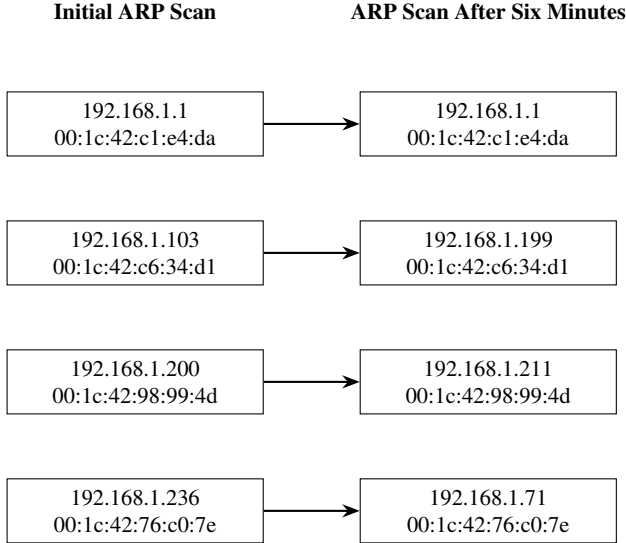 Initial ARP Scan
ARP Scan After Six Minutes
192.168.1.1
00:1c:42:c1:e4:da
192.168.1.1
00:1c:42:c1:e4:da
192.168.1.103
00:1c:42:c6:34:d1
192.168.1.199
00:1c:42:c6:34:d1
192.168.1.200
00:1c:42:98:99:4d
192.168.1.211
00:1c:42:98:99:4d
192.168.1.236
00:1c:42:76:c0:7e
192.168.1.71
00:1c:42:76:c0:7e